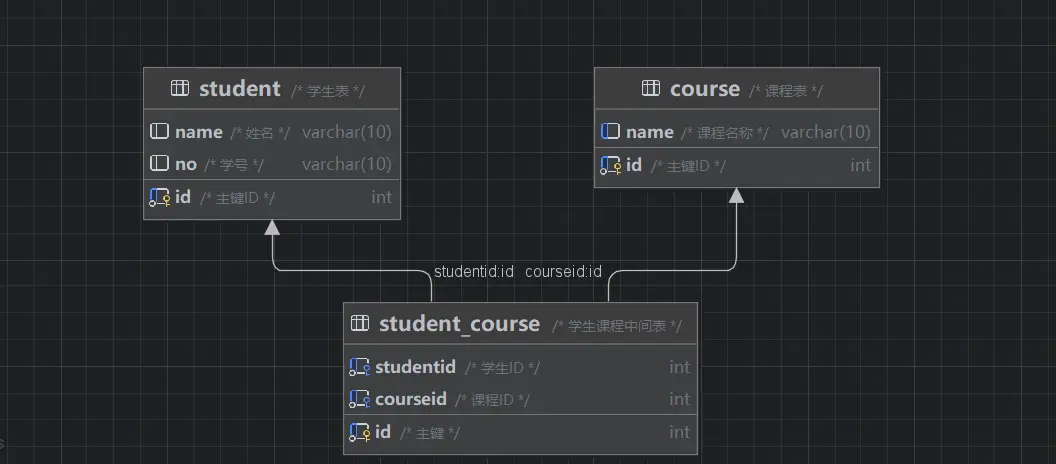 student /* 学生表 */
name /* 姓名 */ varchar(10)
no /* 学号 */ varchar(10)
id /* 主键ID */ int
course /* 课程表 */
name /* 课程名称 */ varchar(10)
id /* 主键ID */ int
studentid:id courseid:id
student_course /* 学生课程中间表 */
studentid /* 学生ID */ int
courseid /* 课程ID */ int
id /* 主键 */ int
s